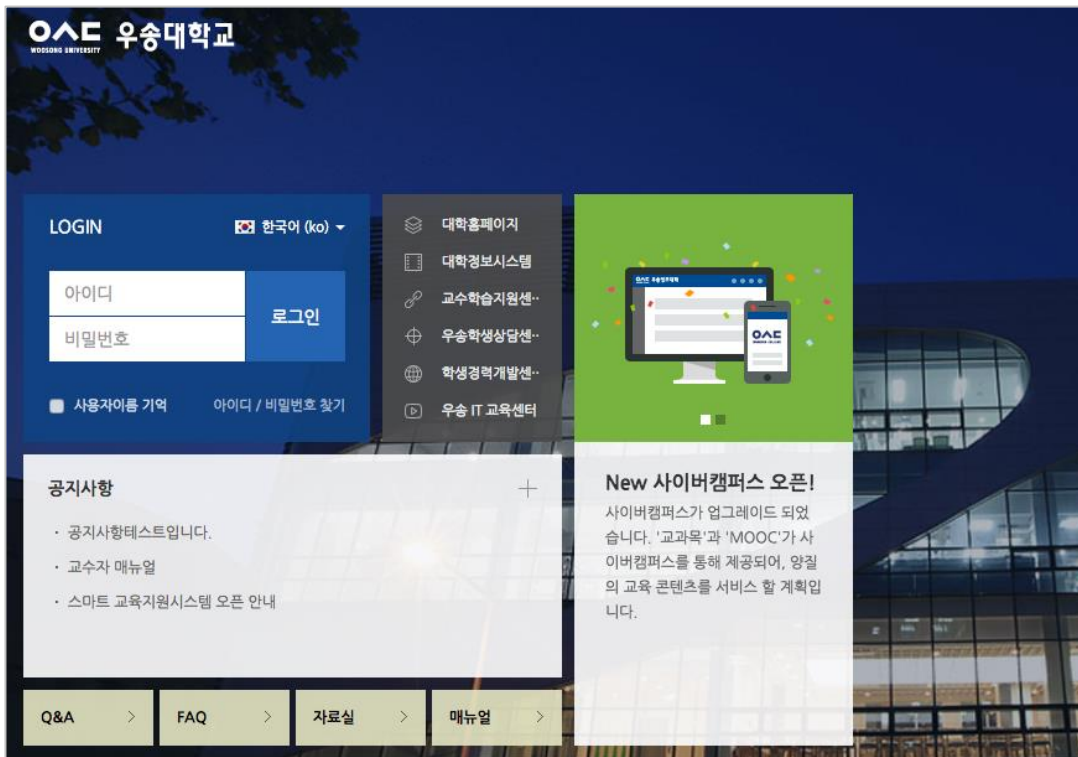 우송대학교
WOOSONG UNIVERSITY
LOGIN
한국어 (ko)
아이디
비밀번호
로그인
사용자이름 기억
아이디 / 비밀번호 찾기
대학홈페이지
대학정보시스템
교수학습지원센··
우송학생상담센··
학생경력개발센··
우송 IT 교육센터
공지사항
· 공지사항테스트입니다.
· 교수자 매뉴얼
· 스마트 교육지원시스템 오픈 안내
New 사이버캠퍼스 오픈!
사이버캠퍼스가 업그레이드 되었
습니다. '교과목'과 'MOOC'가 사
이버캠퍼스를 통해 제공되어, 양질
의 교육 콘텐츠를 서비스 할 계획입
니다.
Q&A
FAQ
자료실
매뉴얼